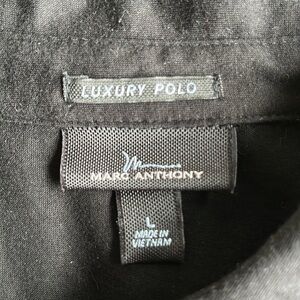 LUXURY POLO
MARC ANTHONY
L
MADE IN
VIETNAM